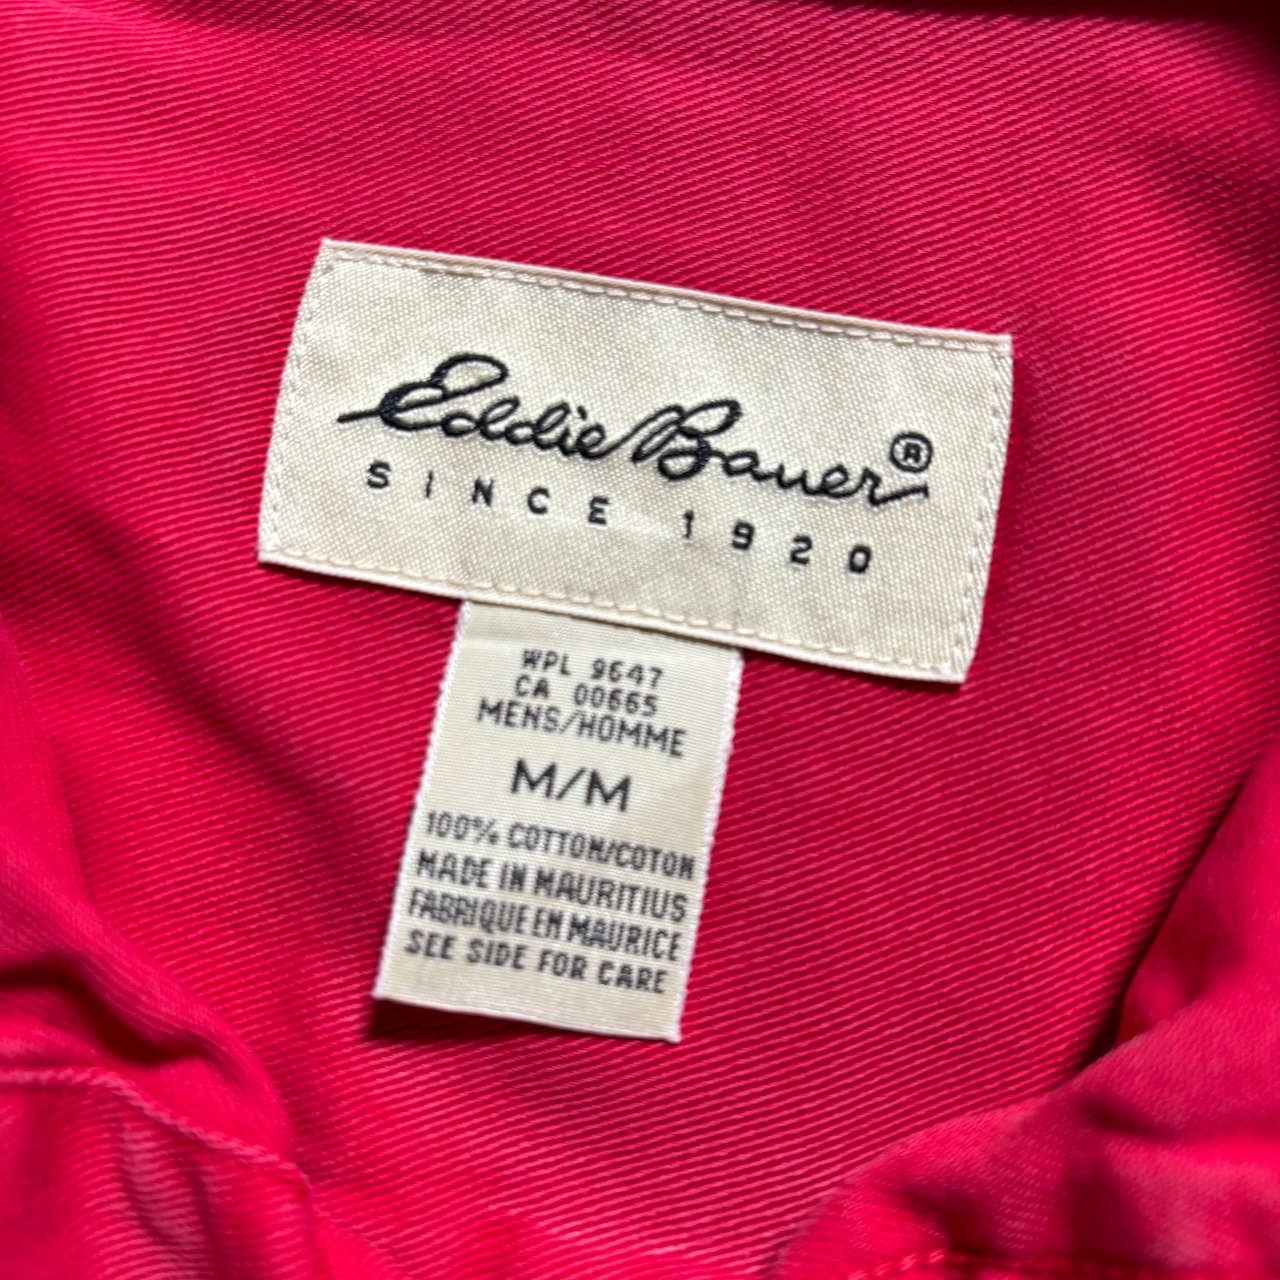 Eddie Bauer®
SINCE 1920
WPL 9647
CA 00665
MENS/HOMME
M/M
100% COTTON/COTON
MADE IN MAURITIUS
FABRIQUE EN MAURICE
SEE SIDE FOR CARE